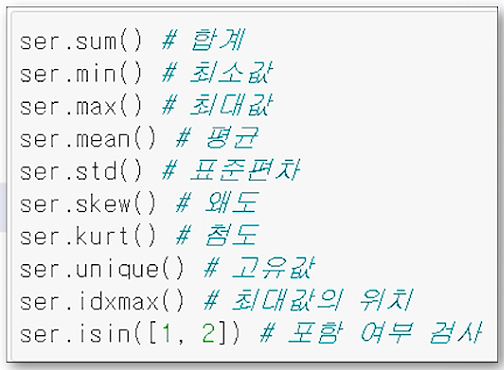 ser.sum() # 합계
ser.min() # 최소값
ser.max() # 최대값
ser.mean() # 평균
ser.std() # 표준편차
ser.skew() # 왜도
ser.kurt() # 첨도
ser.unique() # 고유값
ser.idxmax() # 최대값의 위치
ser.isin([1, 2]) # 포함 여부 검사